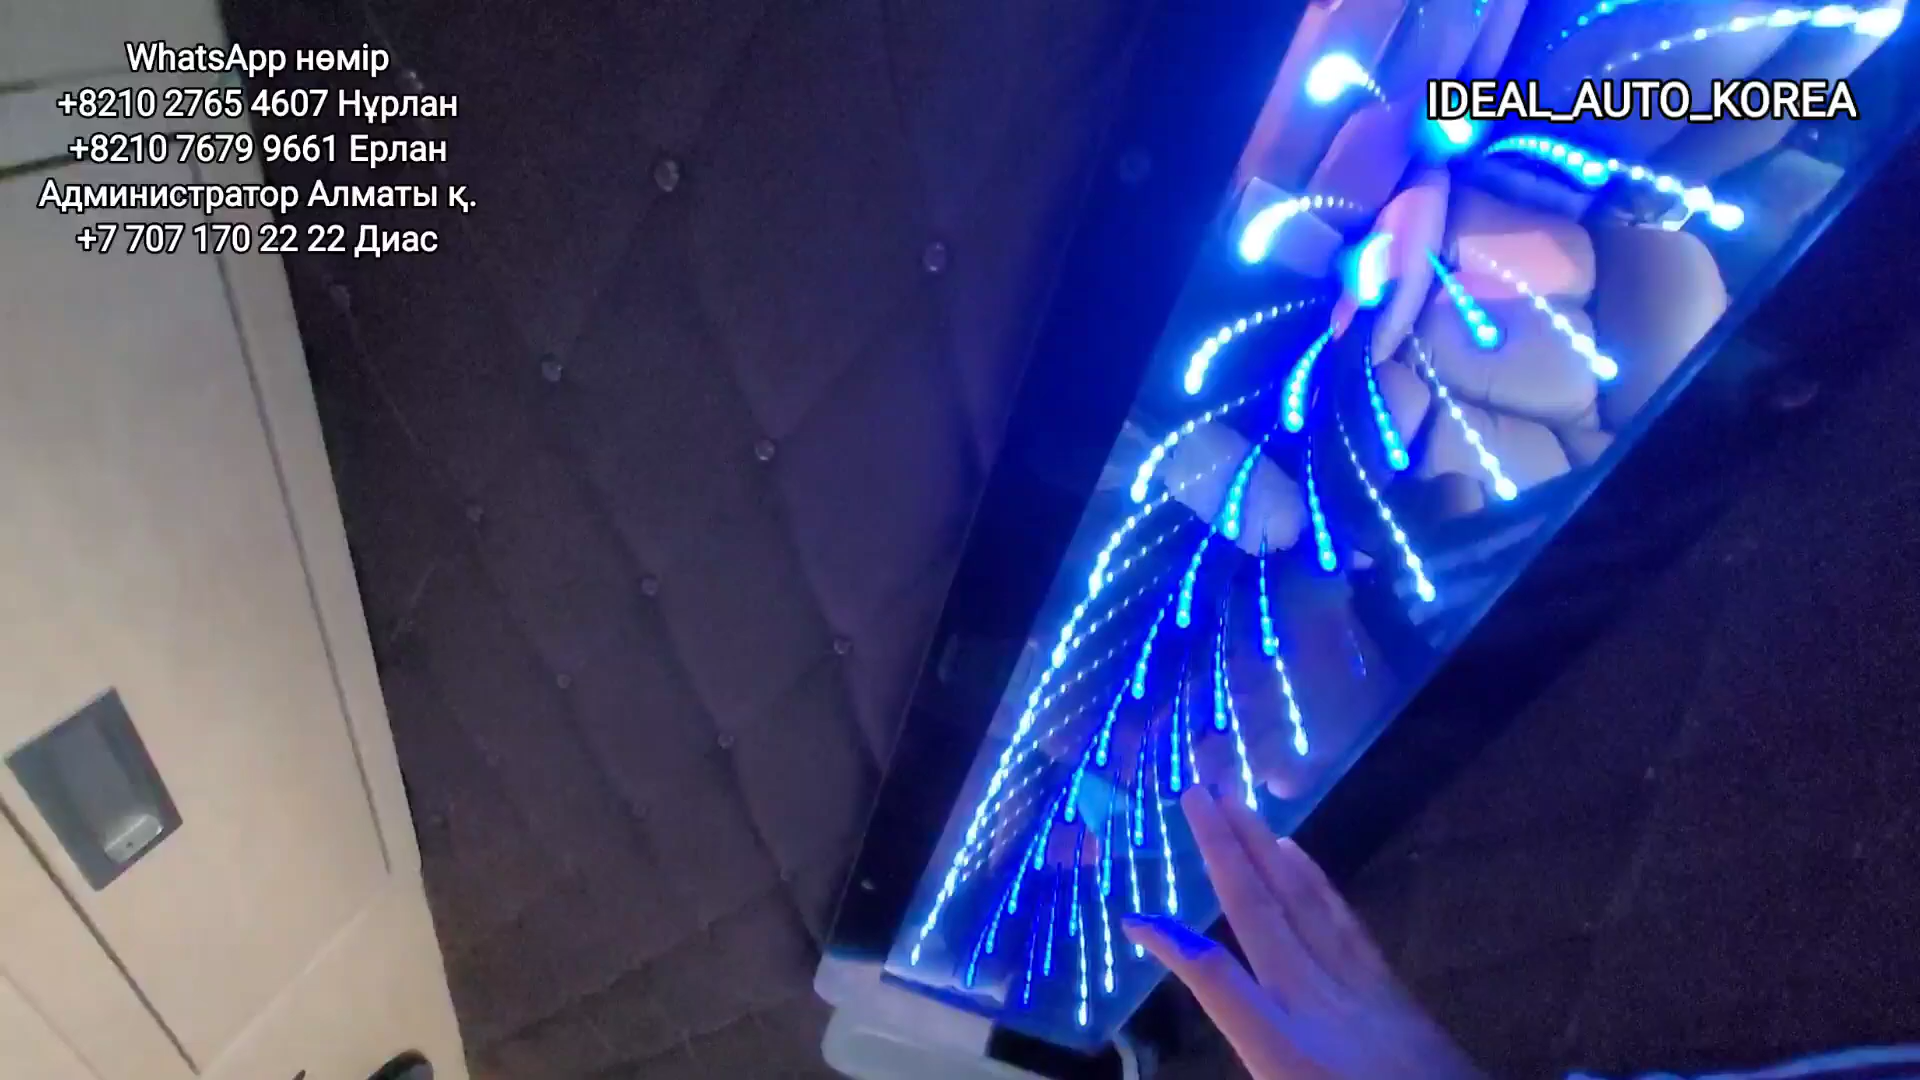 WhatsApp нөмір
+8210 2765 4607 Нұрлан
+8210 7679 9661 Ерлан
Администратор Алматы қ.
+7 707 170 22 22 Диас
IDEAL_AUTO_KOREA